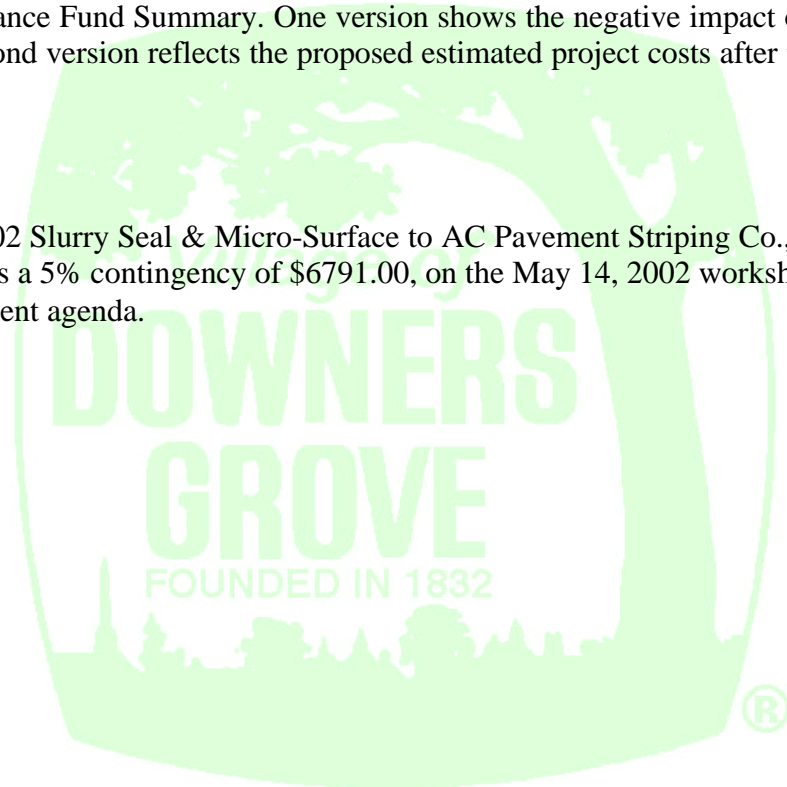 ance Fund Summary. One version shows the negative impact
ond version reflects the proposed estimated project costs after
02 Slurry Seal & Micro-Surface to AC Pavement Striping Co.,
s a 5% contingency of $6791.00, on the May 14, 2002 worksh
ent agenda.
Village of
DOWNERS
GROVE
FOUNDED IN 1832
®